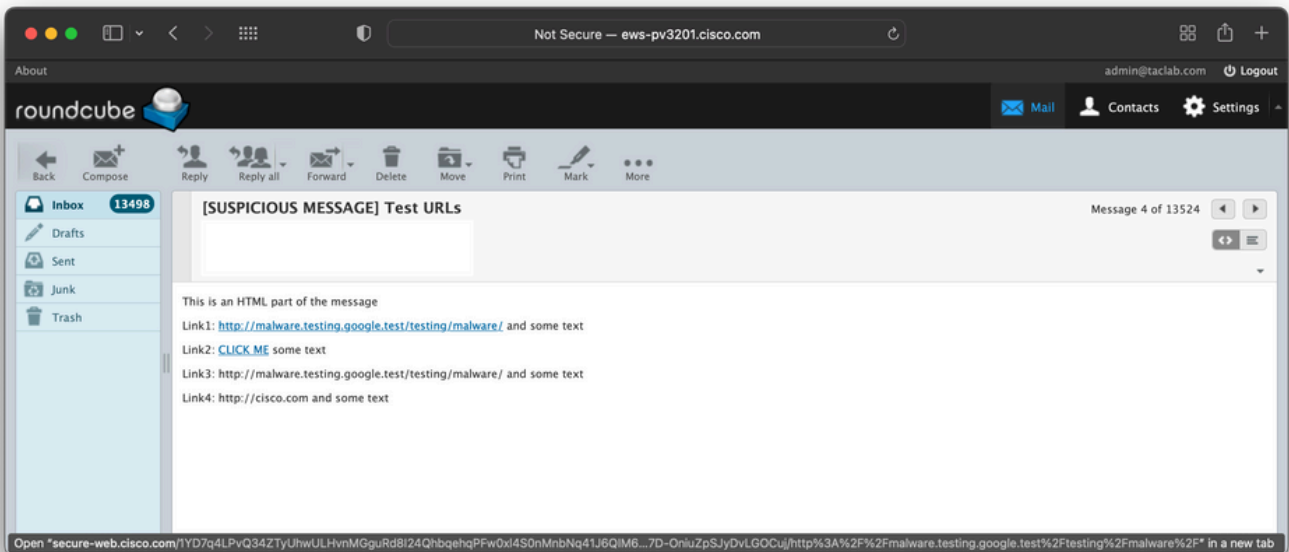 Not Secure — ews-pv3201.cisco.com
About
admin@taclab.com Logout
roundcube
Mail Contacts Settings
Back Compose Reply Reply all Forward Delete Move Print Mark More
Inbox 13498
Drafts
Sent
Junk
Trash
[SUSPICIOUS MESSAGE] Test URLs
Message 4 of 13524
This is an HTML part of the message
Link1: http://malware.testing.google.test/testing/malware/ and some text
Link2: CLICK ME some text
Link3: http://malware.testing.google.test/testing/malware/ and some text
Link4: http://cisco.com and some text
Open "secure-web.cisco.com/1YD7q4LPvQ34ZTyUhwULHvnMGguRd8I24QhbqehqPFw0xl4S0nMnbNq41J6QIM6...7D-OniuZpSJyDvLGOCuj/http%3A%2F%2Fmalware.testing.google.test%2Ftesting%2Fmalware%2F" in a new tab